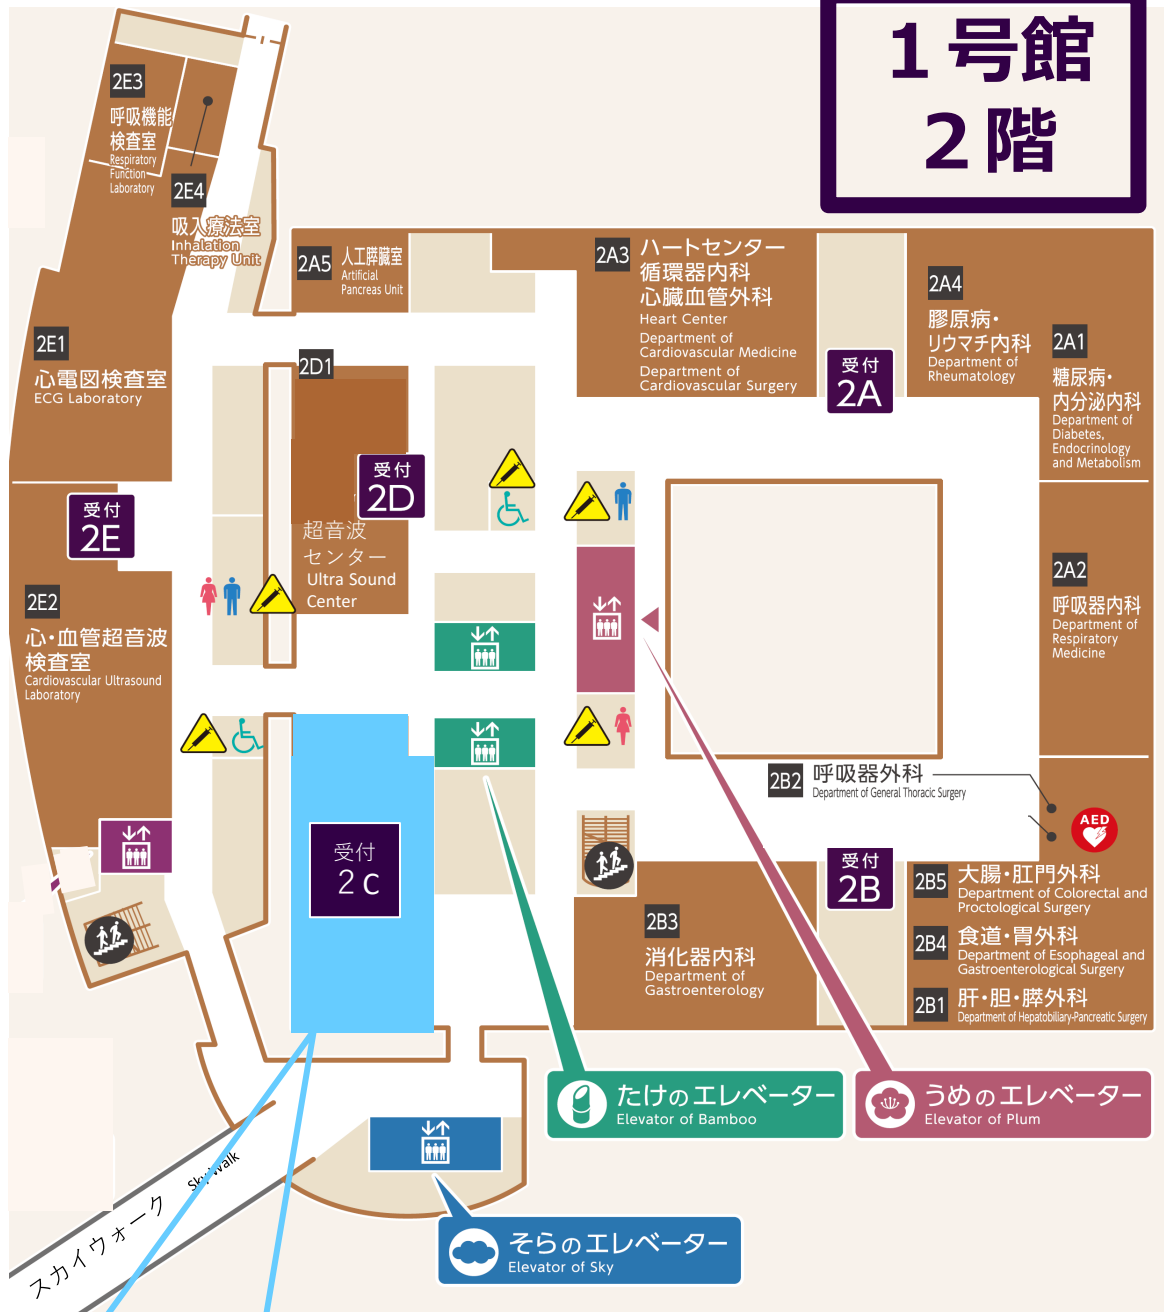 1号館
2階
2E3
呼吸機能
検査室
Respiratory
Function
Laboratory
2E4
吸入療法室
Inhalation
Therapy Unit
2A5
人工膵臓室
Artificial
Pancreas Unit
2A3
ハートセンター
循環器内科
心臓血管外科
Heart Center
Department of
Cardiovascular Medicine
Department of
Cardiovascular Surgery
2A4
膠原病・
リウマチ内科
Department of
Rheumatology
2A1
糖尿病・
内分泌内科
Department of
Diabetes,
Endocrinology
and Metabolism
受付
2A
2E1
心電図検査室
ECG Laboratory
2D1
受付
2D
超音波
センター
Ultra Sound
Center
受付
2E
2E2
心・血管超音波
検査室
Cardiovascular Ultrasound
Laboratory
2A2
呼吸器内科
Department of
Respiratory
Medicine
2B2
呼吸器外科
Department of General Thoracic Surgery
AED
受付
2C
受付
2B
2B5
大腸・肛門外科
Department of Colorectal and
Proctological Surgery
2B4
食道・胃外科
Department of Esophageal and
Gastroenterological Surgery
2B1
肝・胆・膵外科
Department of Hepatobiliary-Pancreatic Surgery
2B3
消化器内科
Department of
Gastroenterology
たけのエレベーター
Elevator of Bamboo
うめのエレベーター
Elevator of Plum
そらのエレベーター
Elevator of Sky
スカイウォーク
Sky Walk